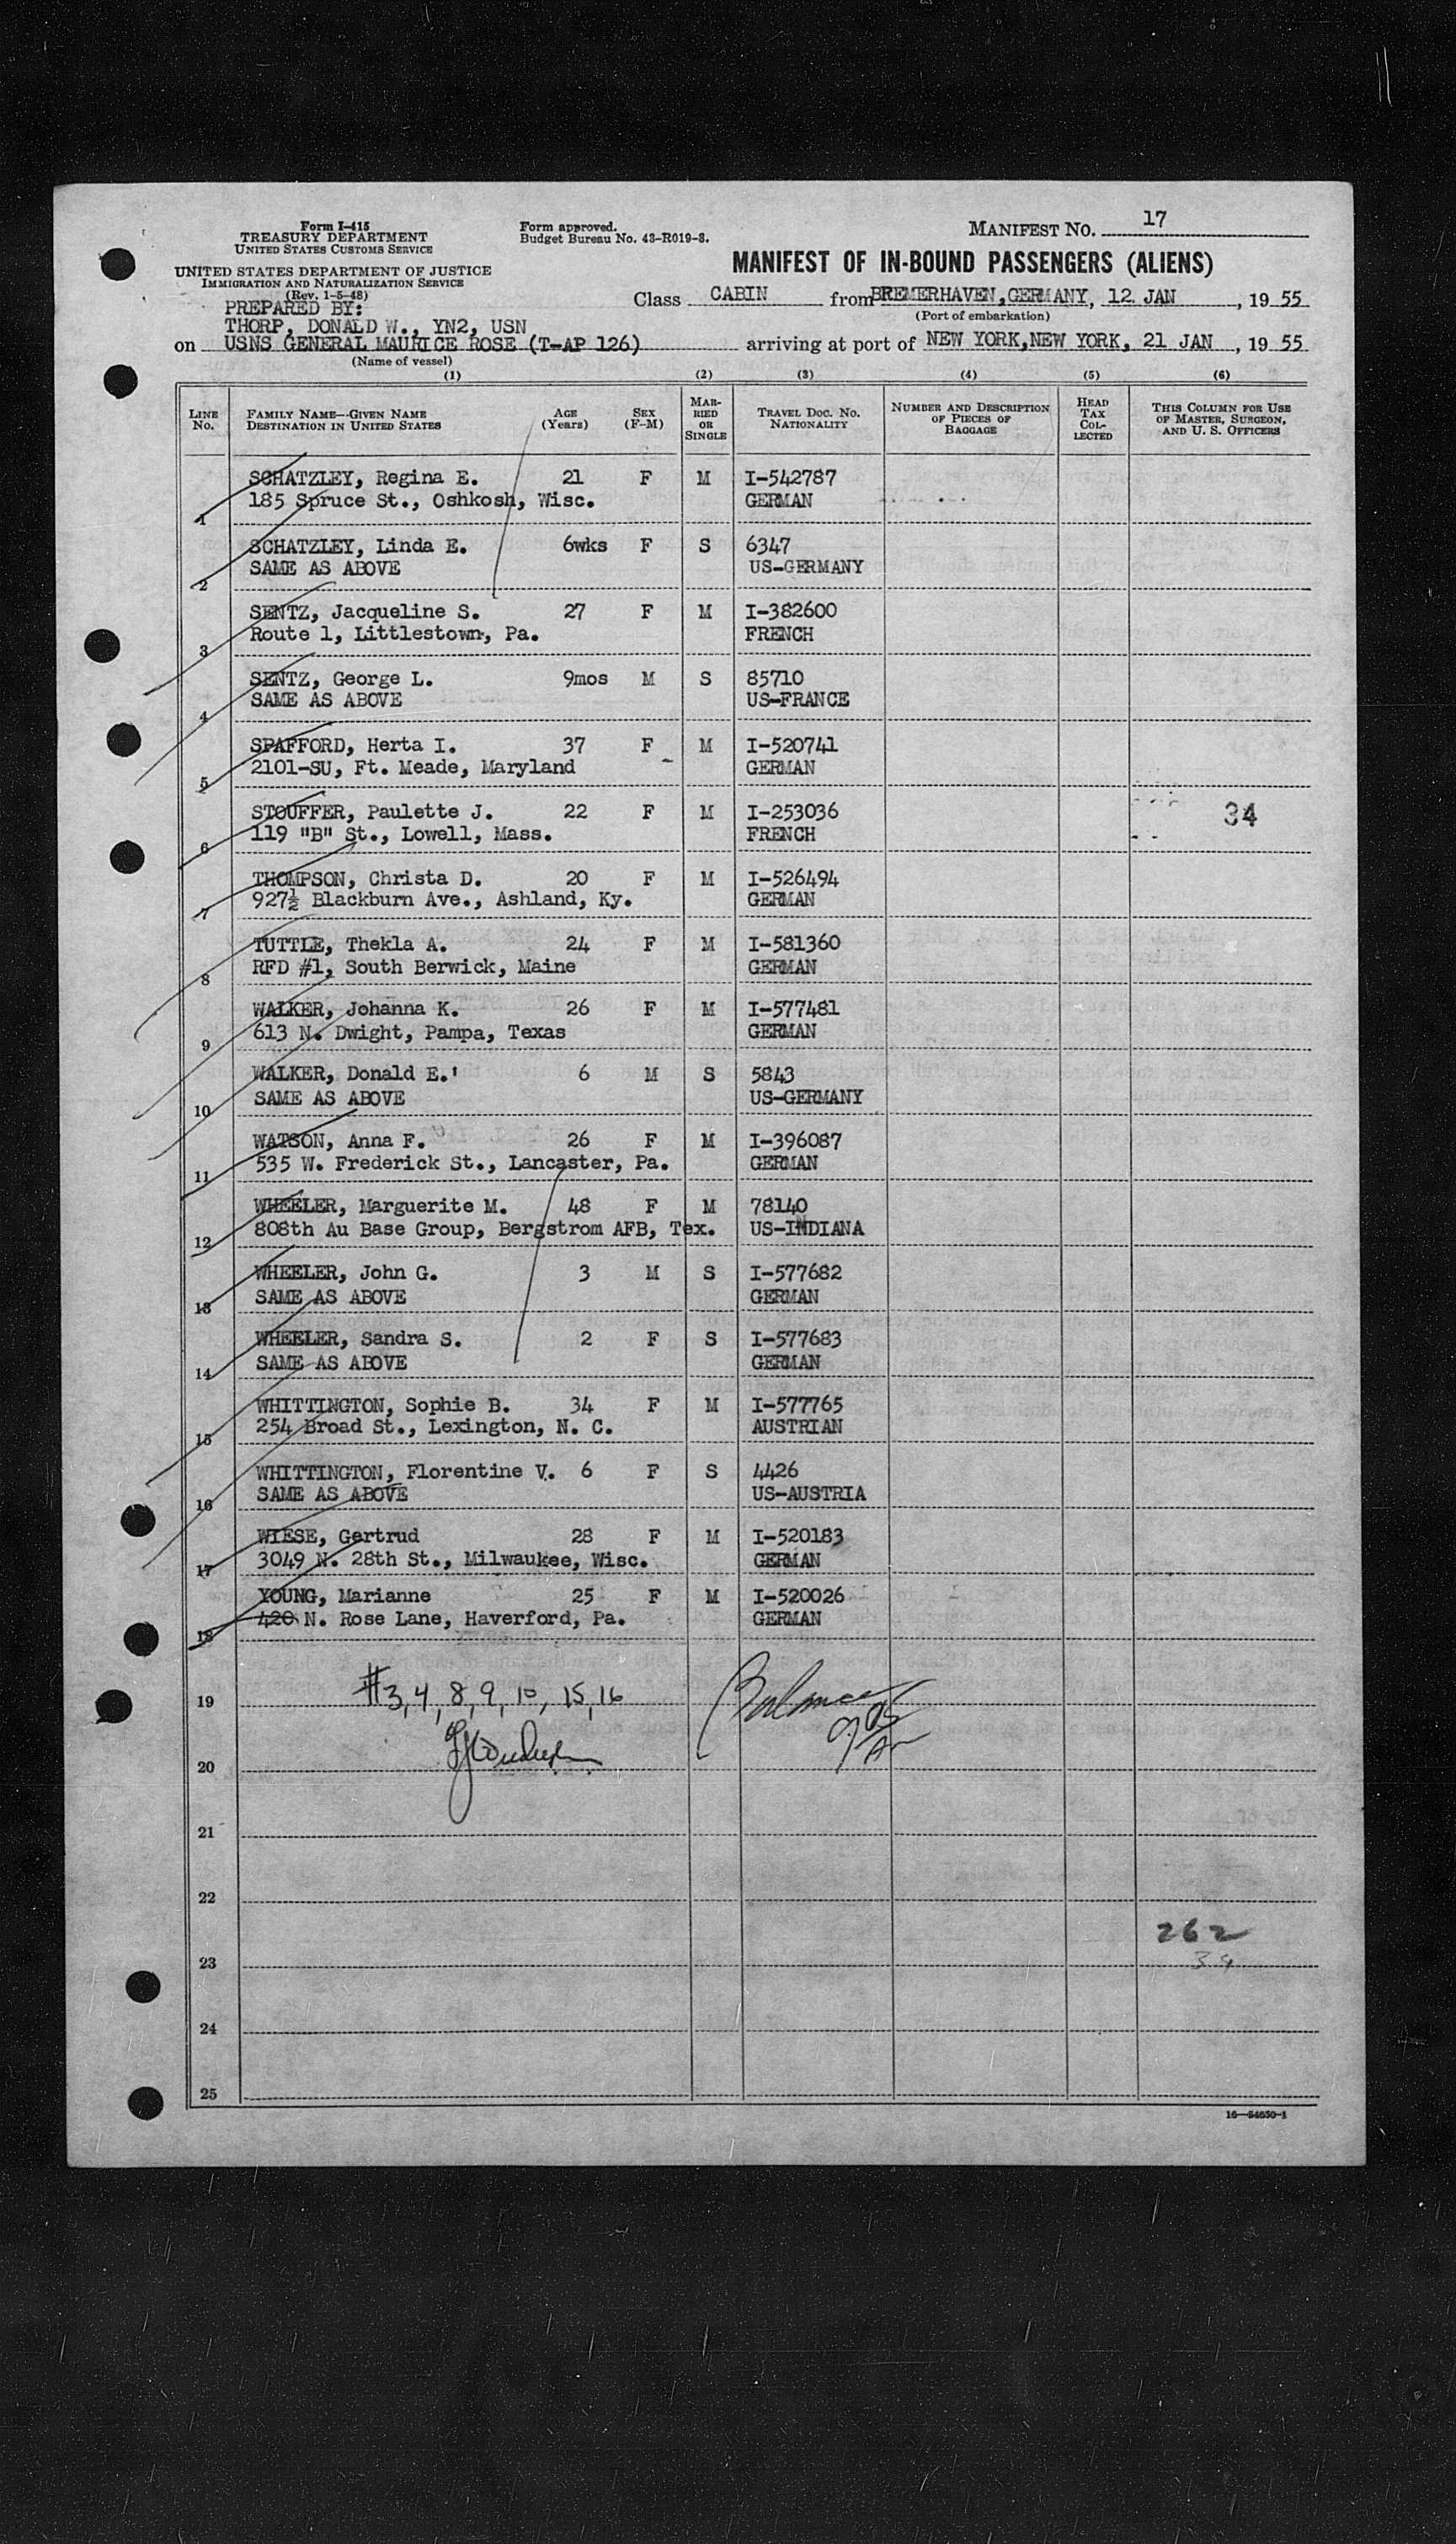 Form I-415
TREASURY DEPARTMENT
UNITED STATES CUSTOMS SERVICE
UNITED STATES DEPARTMENT OF JUSTICE
IMMIGRATION AND NATURALIZATION SERVICE
(Rev. 1-5-48)
Form approved.
Budget Bureau No. 43-R019-3.
MANIFEST NO. 17
MANIFEST OF IN-BOUND PASSENGERS (ALIENS)
PREPARED BY:
THORP, DONALD W., YN2, USN
Class CABIN from BREMERHAVEN, GERMANY, 12 JAN, 19 55
(Port of embarkation)
on USNS GENERAL MAURICE ROSE (T-AP 126) arriving at port of NEW YORK, NEW YORK, 21 JAN, 19 55
(Name of vessel)
(1) (2) (3) (4) (5) (6)
LINE NO. FAMILY NAME—GIVEN NAME DESTINATION IN UNITED STATES AGE (Years) SEX (F-M) MARRIED OR SINGLE TRAVEL DOC. NO. NATIONALITY NUMBER AND DESCRIPTION OF PIECES OF BAGGAGE HEAD TAX COLLECTED THIS COLUMN FOR USE OF MASTER, SURGEON, AND U. S. OFFICERS
SCHATZLEY, Regina E. 21 F M I-542787
1 185 Spruce St., Oshkosh, Wisc. GERMAN
SCHATZLEY, Linda E. 6wks F S 6347
2 SAME AS ABOVE US-GERMANY
SENTZ, Jacqueline S. 27 F M I-382600
3 Route 1, Littlestown, Pa. FRENCH
SENTZ, George L. 9mos M S 85710
4 SAME AS ABOVE US-FRANCE
SPAFFORD, Herta I. 37 F M I-520741
5 2101-SU, Ft. Meade, Maryland GERMAN
STOUFFER, Paulette J. 22 F M I-253036 34
6 119 "B" St., Lowell, Mass. FRENCH
THOMPSON, Christa D. 20 F M I-526494
7 927½ Blackburn Ave., Ashland, Ky. GERMAN
TUTTLE, Thekla A. 24 F M I-581360
8 RFD #1, South Berwick, Maine GERMAN
WALKER, Johanna K. 26 F M I-577481
9 613 N. Dwight, Pampa, Texas GERMAN
WALKER, Donald E.' 6 M S 5843
10 SAME AS ABOVE US-GERMANY
WATSON, Anna F. 26 F M I-396087
11 535 W. Frederick St., Lancaster, Pa. GERMAN
WHEELER, Marguerite M. 48 F M 78140
12 808th Au Base Group, Bergstrom AFB, Tex. US-INDIANA
WHEELER, John G. 3 M S I-577682
13 SAME AS ABOVE GERMAN
WHEELER, Sandra S. 2 F S I-577683
14 SAME AS ABOVE GERMAN
WHITTINGTON, Sophie B. 34 F M I-577765
15 254 Broad St., Lexington, N. C. AUSTRIAN
WHITTINGTON, Florentine V. 6 F S 4426
16 SAME AS ABOVE US-AUSTRIA
WIESE, Gertrud 28 F M I-520183
17 3049 N. 28th St., Milwaukee, Wisc. GERMAN
YOUNG, Marianne 25 F M I-520026
18 420 N. Rose Lane, Haverford, Pa. GERMAN
19 #3,4,8,9,10,15,16 Balance
9 05 AM
20
21
22
262
23 34
24
25
16—54650-1